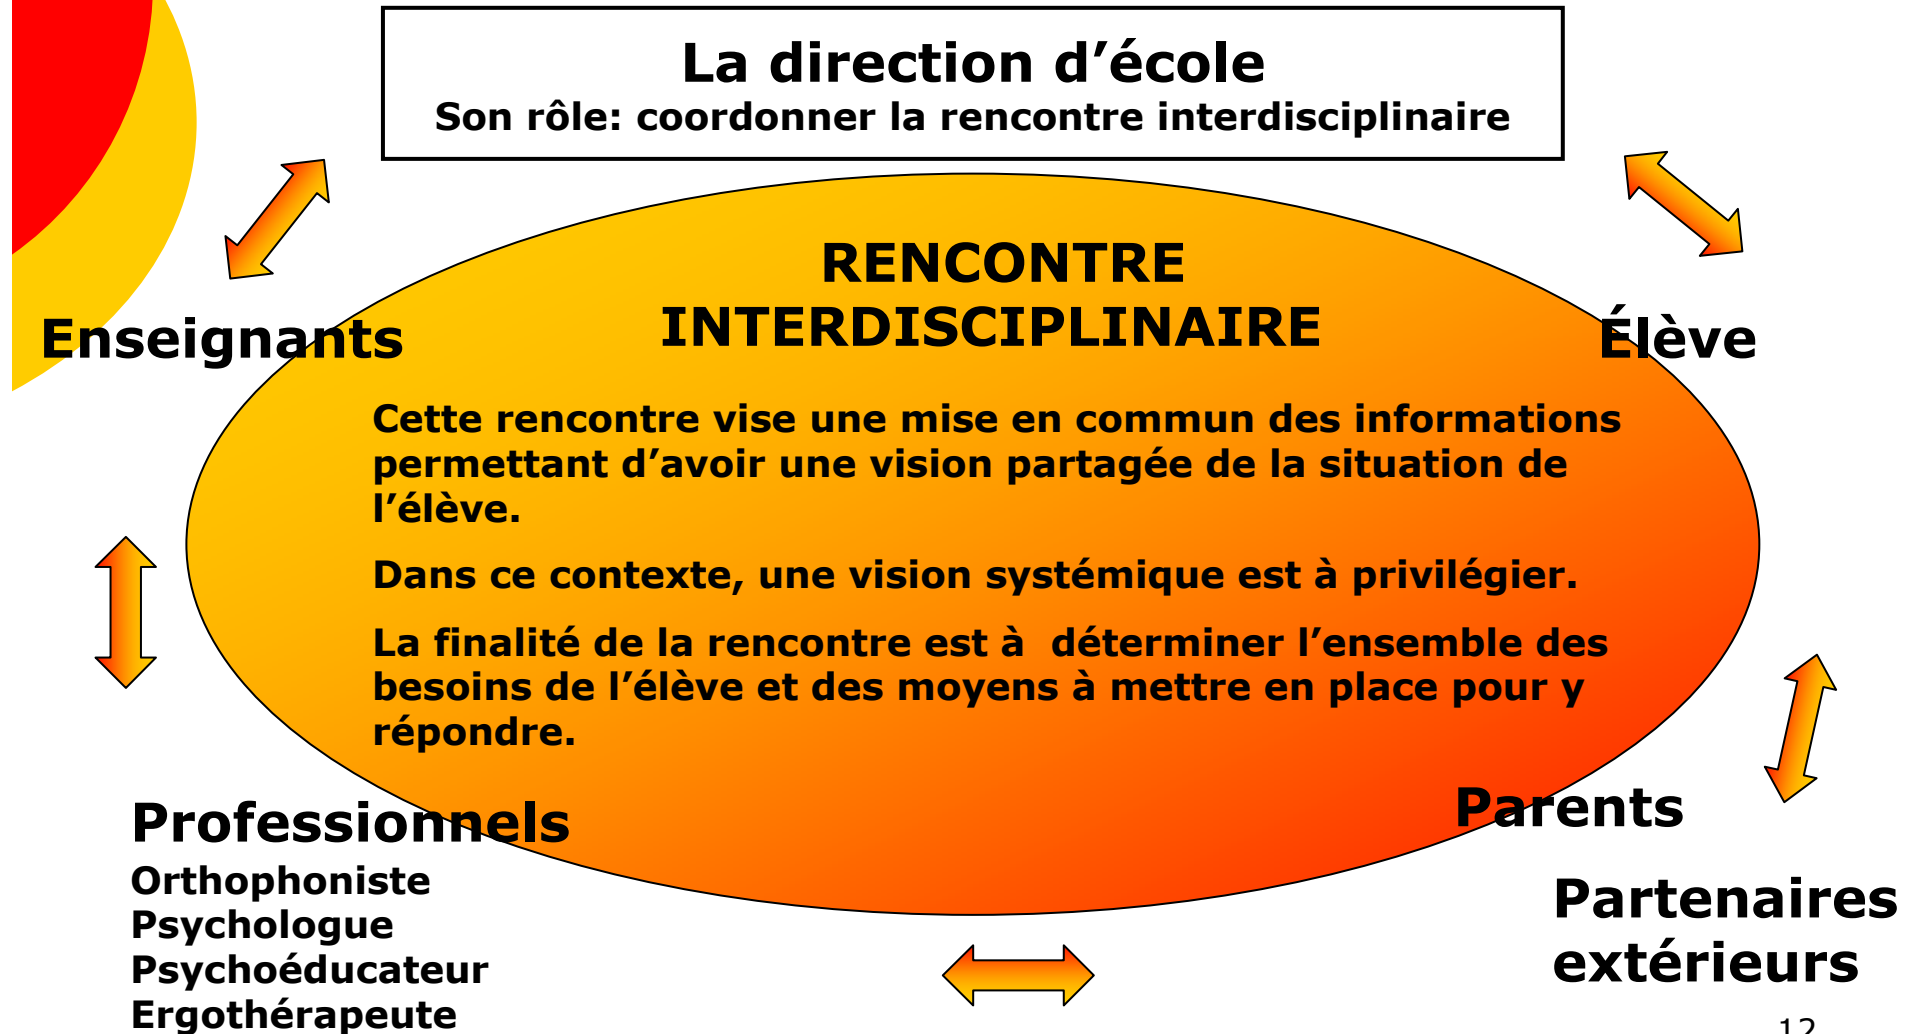 La direction d’école
Son rôle: coordonner la rencontre interdisciplinaire
RENCONTRE
INTERDISCIPLINAIRE
Enseignants
Élève
Cette rencontre vise une mise en commun des informations
permettant d’avoir une vision partagée de la situation de
l’élève.
Dans ce contexte, une vision systémique est à privilégier.
La finalité de la rencontre est à déterminer l’ensemble des
besoins de l’élève et des moyens à mettre en place pour y
répondre.
Professionnels
Orthophoniste
Psychologue
Psychoéducateur
Ergothérapeute
Parents
Partenaires
extérieurs
12